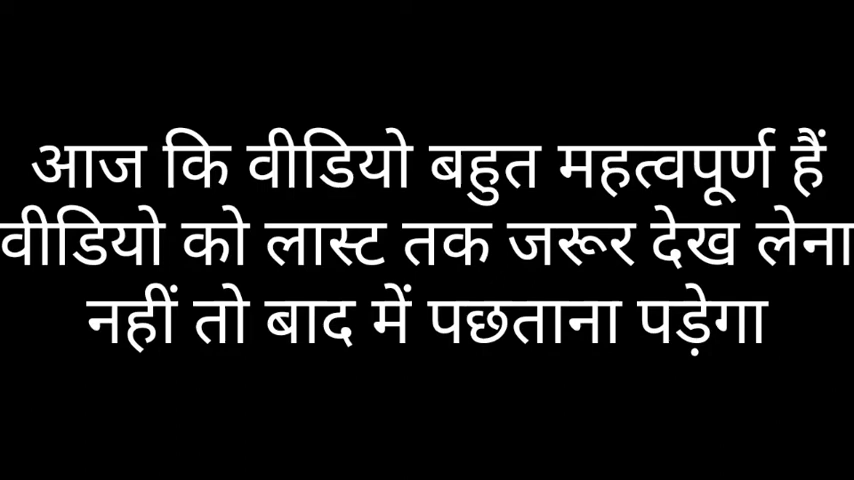 आज कि वीडियो बहुत महत्वपूर्ण हैं
वीडियो को लास्ट तक जरूर देख लेना
नहीं तो बाद में पछताना पड़ेगा